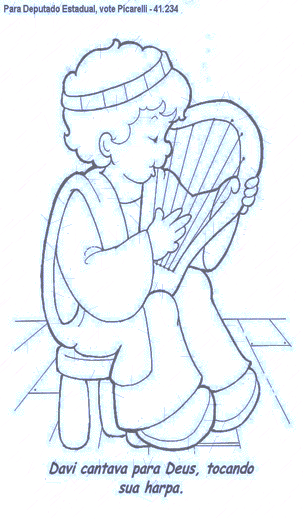 Para Deputado Estadual, vote Picarelli - 41:234
Davi cantava para Deus, tocando
sua harpa.